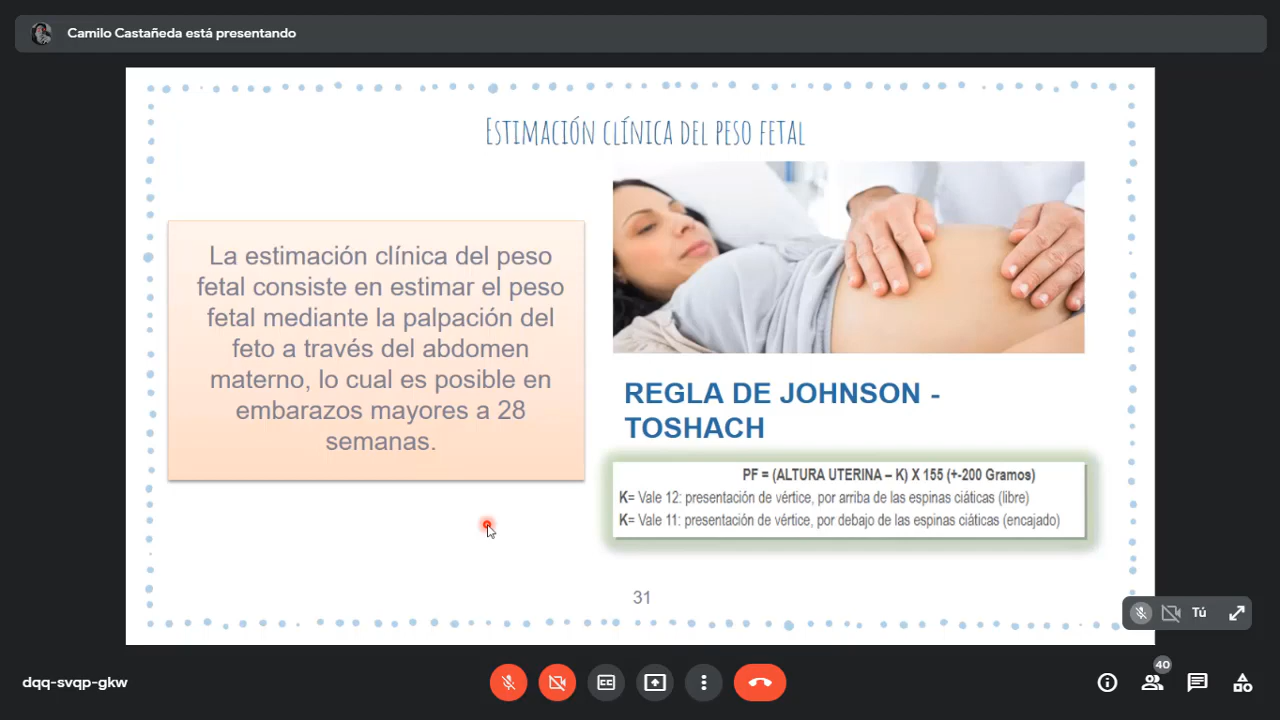 Camilo Castañeda está presentando
Estimación clínica del peso fetal
La estimación clínica del peso
fetal consiste en estimar el peso
fetal mediante la palpación del
feto a través del abdomen
materno, lo cual es posible en
embarazos mayores a 28
semanas.
REGLA DE JOHNSON -
TOSHACH
PF = (ALTURA UTERINA – K) X 155 (+-200 Gramos)
K= Vale 12: presentación de vértice, por arriba de las espinas ciáticas (libre)
K= Vale 11: presentación de vértice, por debajo de las espinas ciáticas (encajado)
31
Tú
dqq-svqp-gkw
CC
40